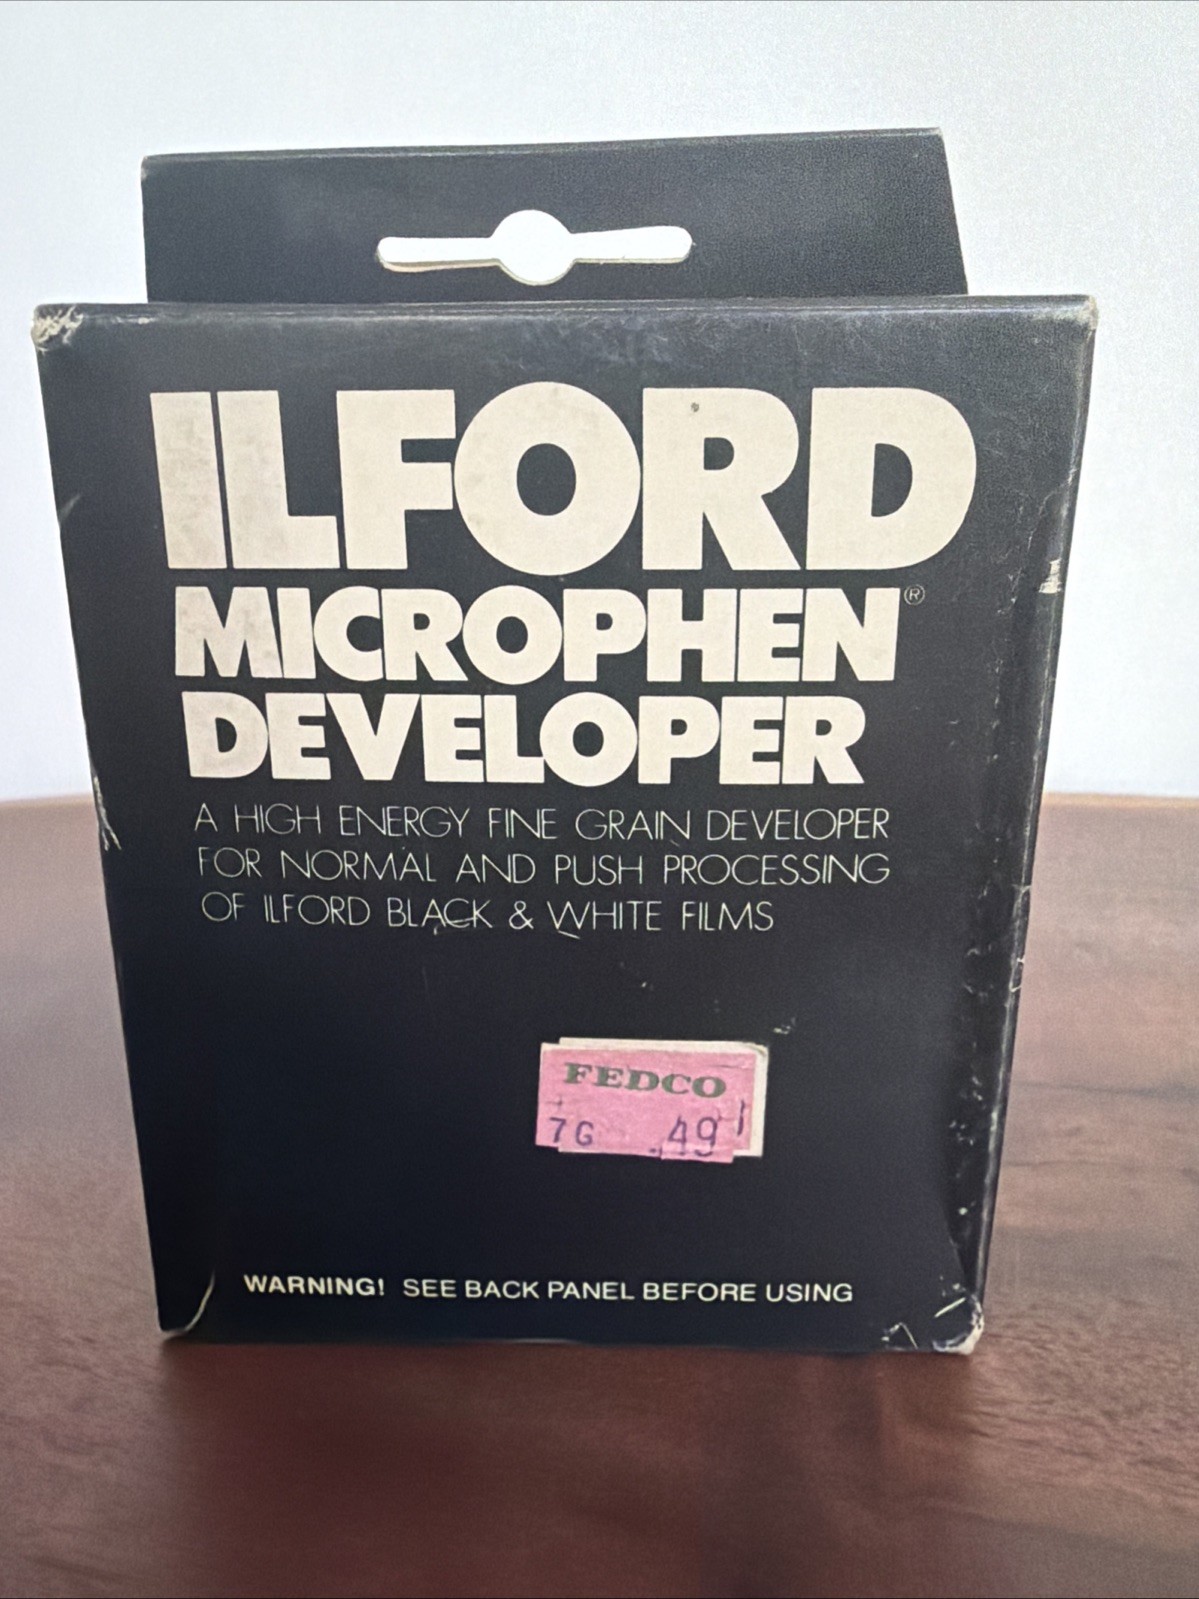 ILFORD
MICROPHEN®
DEVELOPER
A HIGH ENERGY FINE GRAIN DEVELOPER
FOR NORMAL AND PUSH PROCESSING
OF ILFORD BLACK & WHITE FILMS
FEDCO
7G .49
WARNING! SEE BACK PANEL BEFORE USING